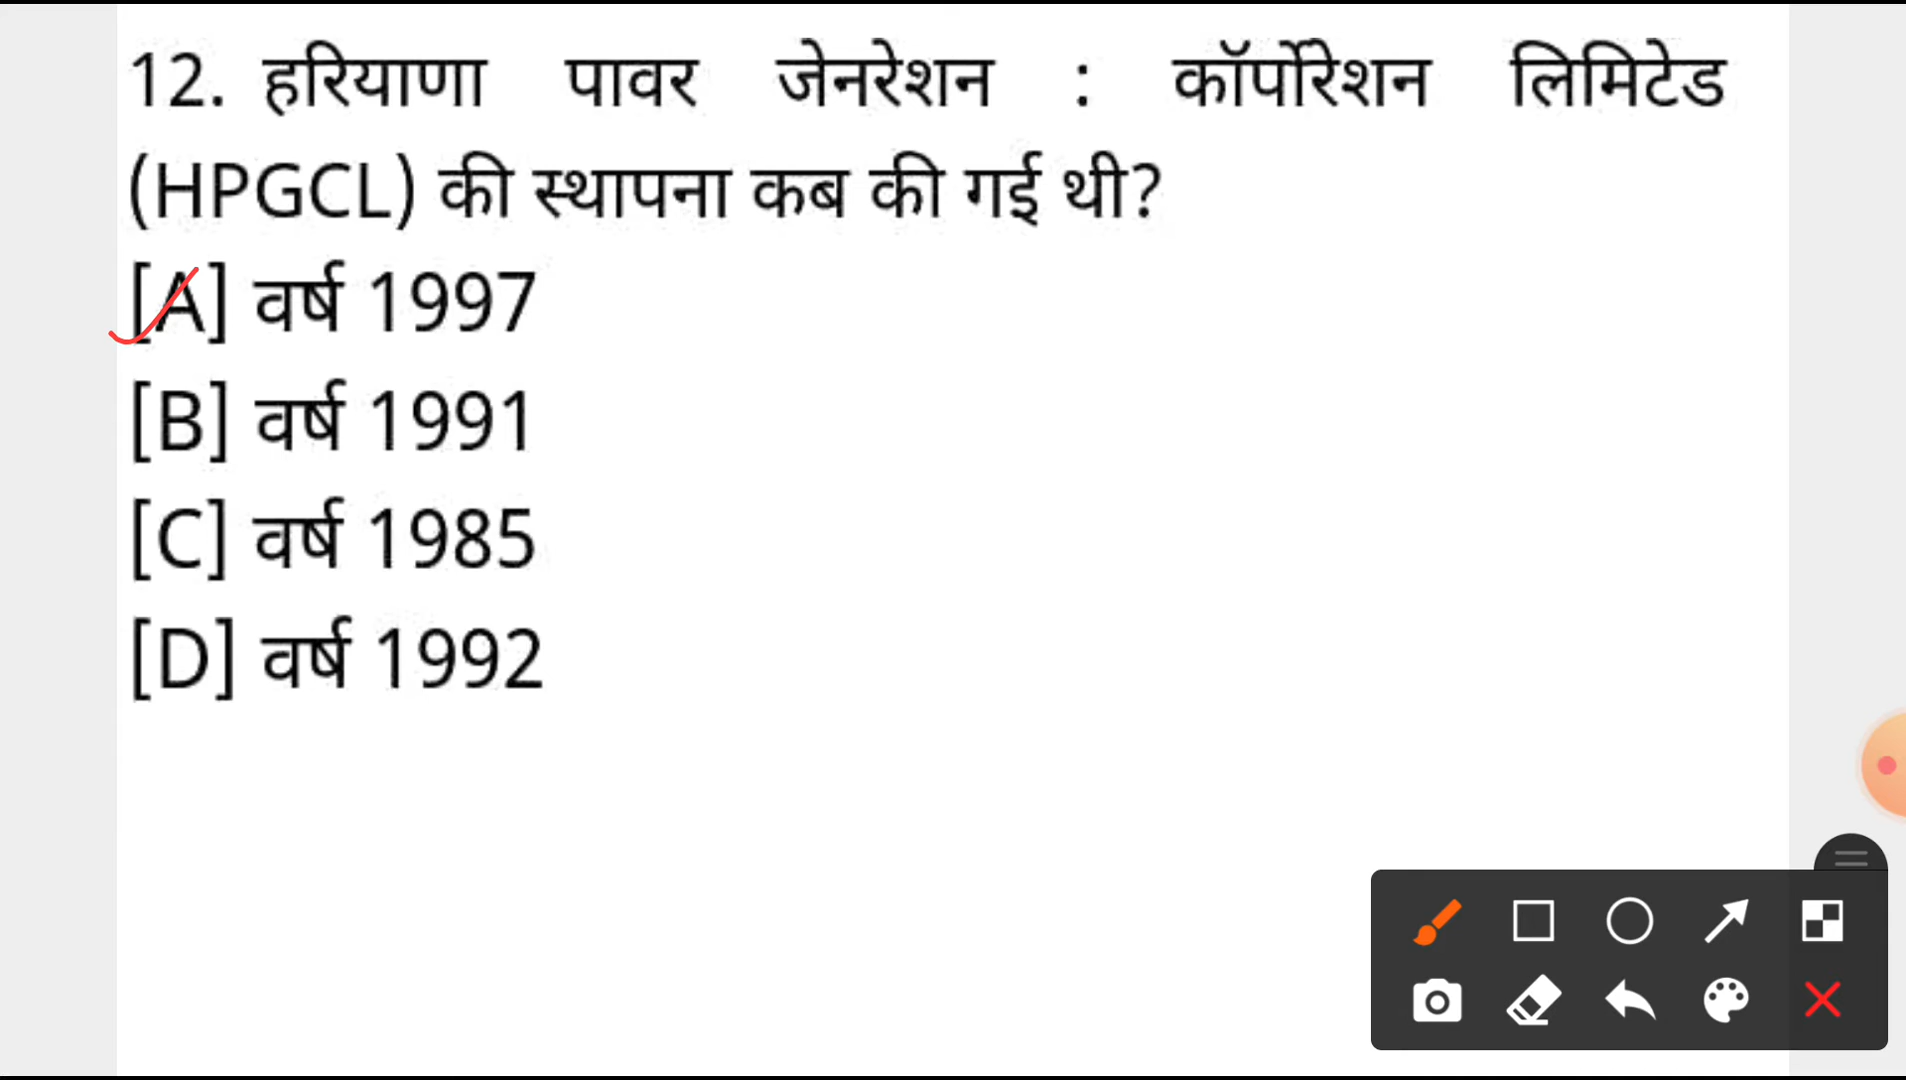 12. हरियाणा पावर जेनरेशन : कॉर्पोरेशन लिमिटेड
(HPGCL) की स्थापना कब की गई थी?
[A] वर्ष 1997
[B] वर्ष 1991
[C] वर्ष 1985
[D] वर्ष 1992